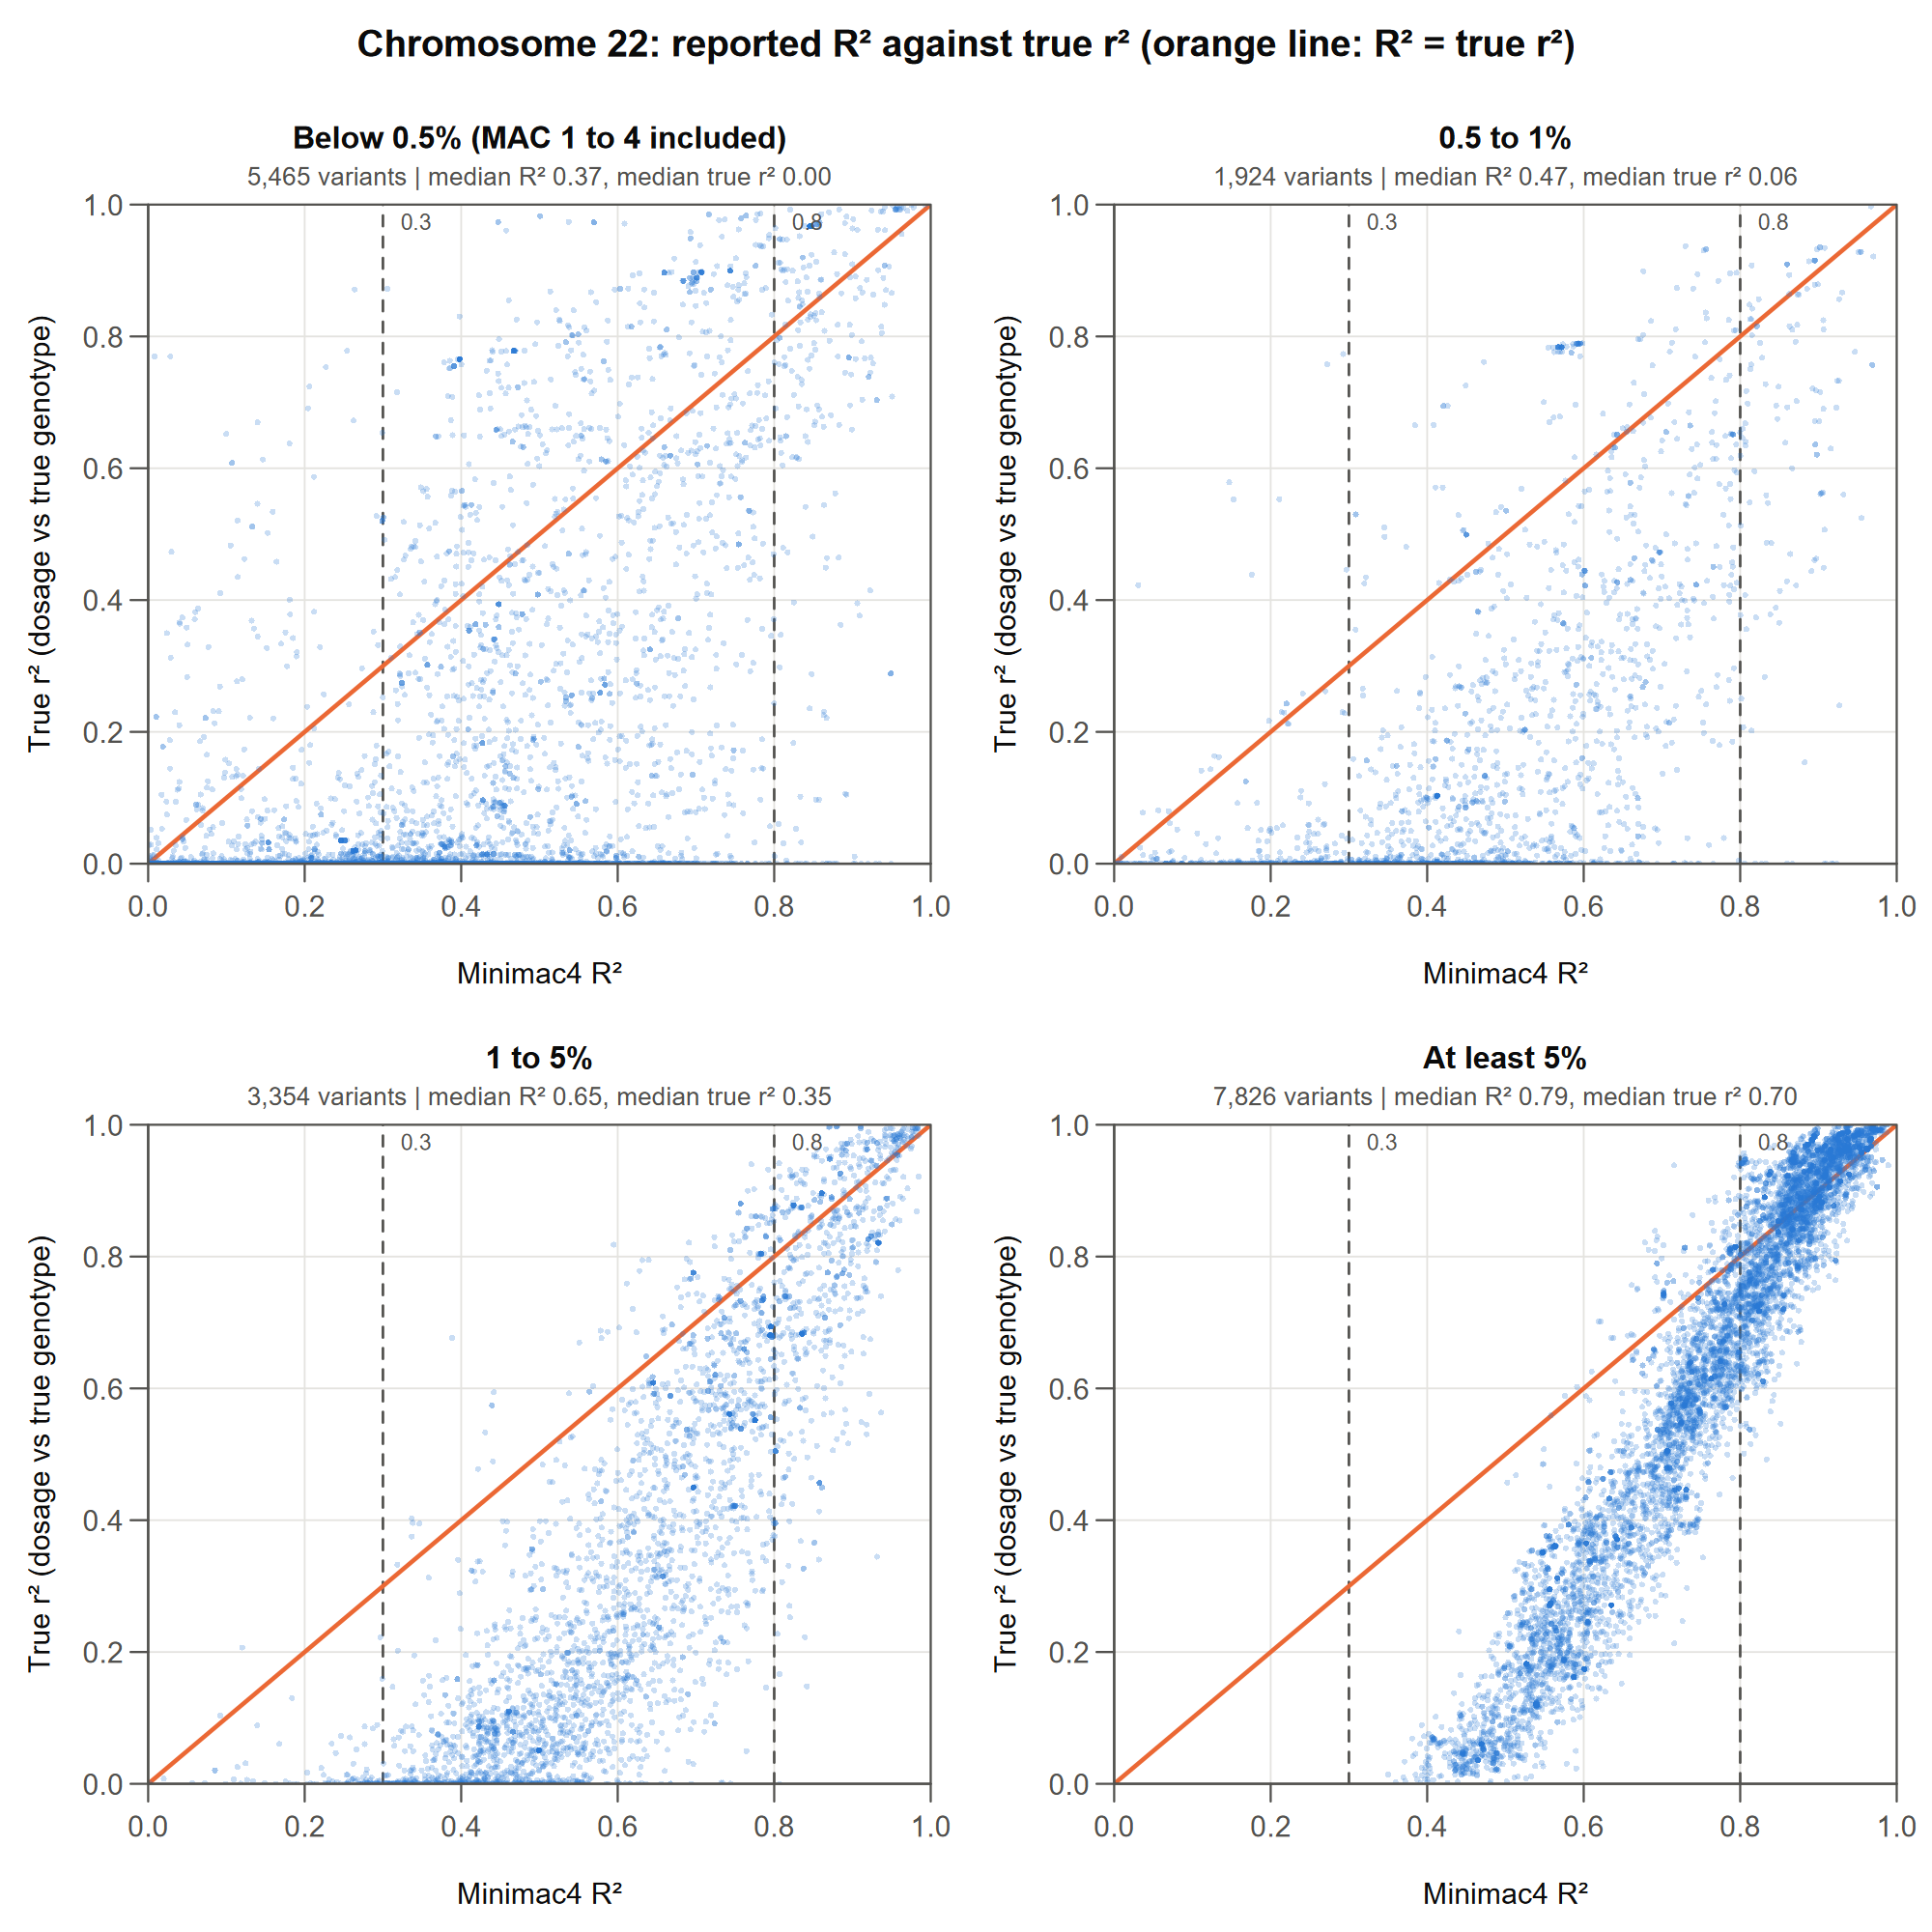 Chromosome 22: reported R² against true r² (orange line: R² = true r²)
Below 0.5% (MAC 1 to 4 included)
5,465 variants | median R² 0.37, median true r² 0.00
1.0
0.8
0.6
0.4
0.2
0.0
0.3
0.8
0.0 0.2 0.4 0.6 0.8 1.0
True r² (dosage vs true genotype)
Minimac4 R²
0.5 to 1%
1,924 variants | median R² 0.47, median true r² 0.06
1.0
0.8
0.6
0.4
0.2
0.0
0.3
0.8
0.0 0.2 0.4 0.6 0.8 1.0
True r² (dosage vs true genotype)
Minimac4 R²
1 to 5%
3,354 variants | median R² 0.65, median true r² 0.35
1.0
0.8
0.6
0.4
0.2
0.0
0.3
0.8
0.0 0.2 0.4 0.6 0.8 1.0
True r² (dosage vs true genotype)
Minimac4 R²
At least 5%
7,826 variants | median R² 0.79, median true r² 0.70
1.0
0.8
0.6
0.4
0.2
0.0
0.3
0.8
0.0 0.2 0.4 0.6 0.8 1.0
True r² (dosage vs true genotype)
Minimac4 R²